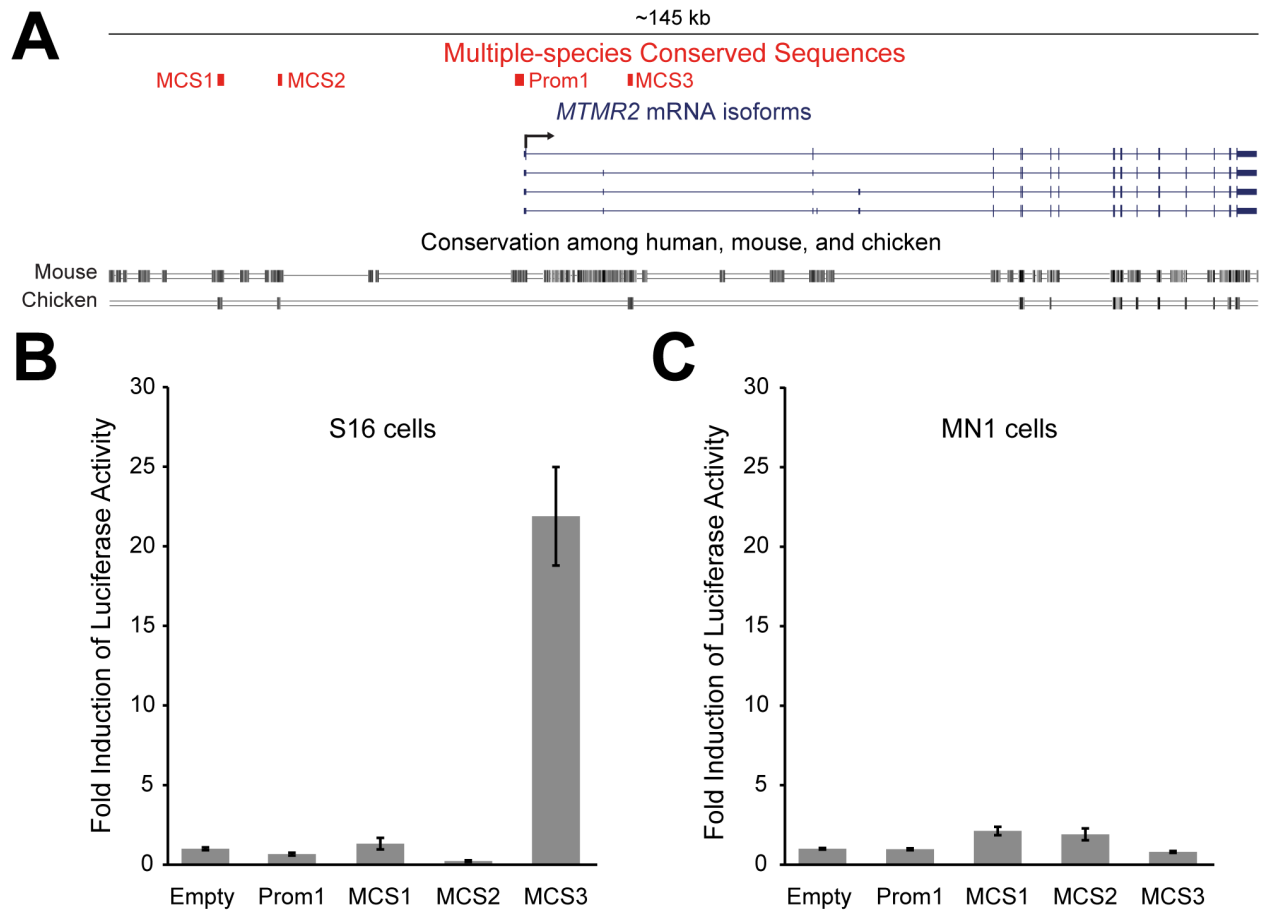 A
~145 kb
Multiple-species Conserved Sequences
MCS1 MCS2 Prom1 MCS3
MTMR2 mRNA isoforms
Conservation among human, mouse, and chicken
Mouse
Chicken
B
Fold Induction of Luciferase Activity
S16 cells
30
25
20
15
10
5
0
Empty Prom1 MCS1 MCS2 MCS3
C
Fold Induction of Luciferase Activity
MN1 cells
30
25
20
15
10
5
0
Empty Prom1 MCS1 MCS2 MCS3